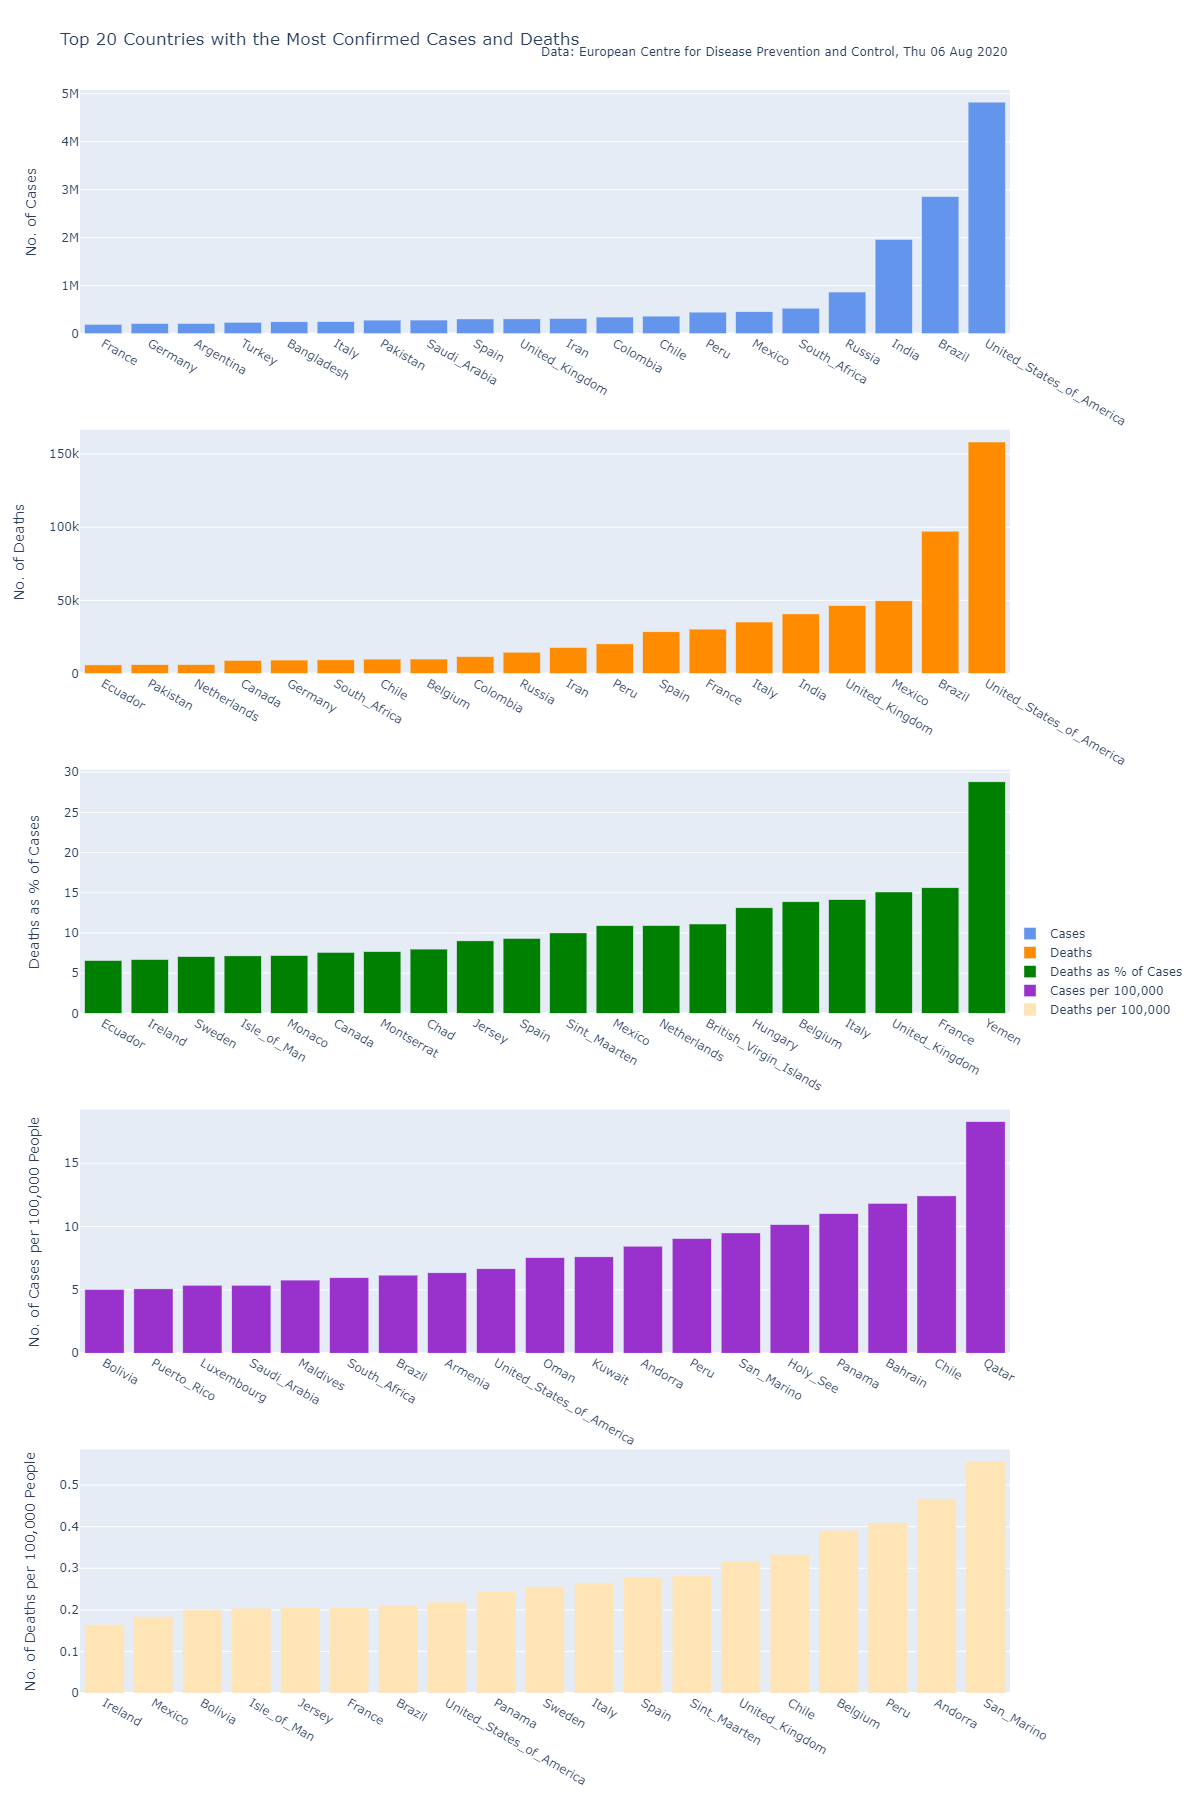 Top 20 Countries with the Most Confirmed Cases and Deaths
Data: European Centre for Disease Prevention and Control, Thu 06 Aug 2020
No. of Cases
5M
4M
3M
2M
1M
0
France
Germany
Argentina
Turkey
Bangladesh
Italy
Pakistan
Saudi_Arabia
Spain
United_Kingdom
Iran
Colombia
Chile
Peru
Mexico
South_Africa
Russia
India
Brazil
United_States_of_America
No. of Deaths
150k
100k
50k
0
Ecuador
Pakistan
Netherlands
Canada
Germany
South_Africa
Chile
Belgium
Colombia
Russia
Iran
Peru
Spain
France
Italy
India
United_Kingdom
Mexico
Brazil
United_States_of_America
Deaths as % of Cases
30
25
20
15
10
5
0
Ecuador
Ireland
Sweden
Isle_of_Man
Monaco
Canada
Montserrat
Chad
Jersey
Spain
Sint_Maarten
Mexico
Netherlands
British_Virgin_Islands
Hungary
Belgium
Italy
United_Kingdom
France
Yemen
Cases
Deaths
Deaths as % of Cases
Cases per 100,000
Deaths per 100,000
No. of Cases per 100,000 People
15
10
5
0
Bolivia
Puerto_Rico
Luxembourg
Saudi_Arabia
Maldives
South_Africa
Brazil
Armenia
United_States_of_America
Oman
Kuwait
Andorra
Peru
San_Marino
Holy_See
Panama
Bahrain
Chile
Qatar
No. of Deaths per 100,000 People
0.5
0.4
0.3
0.2
0.1
0
Ireland
Mexico
Bolivia
Isle_of_Man
Jersey
France
Brazil
United_States_of_America
Panama
Sweden
Italy
Spain
Sint_Maarten
United_Kingdom
Chile
Belgium
Peru
Andorra
San_Marino